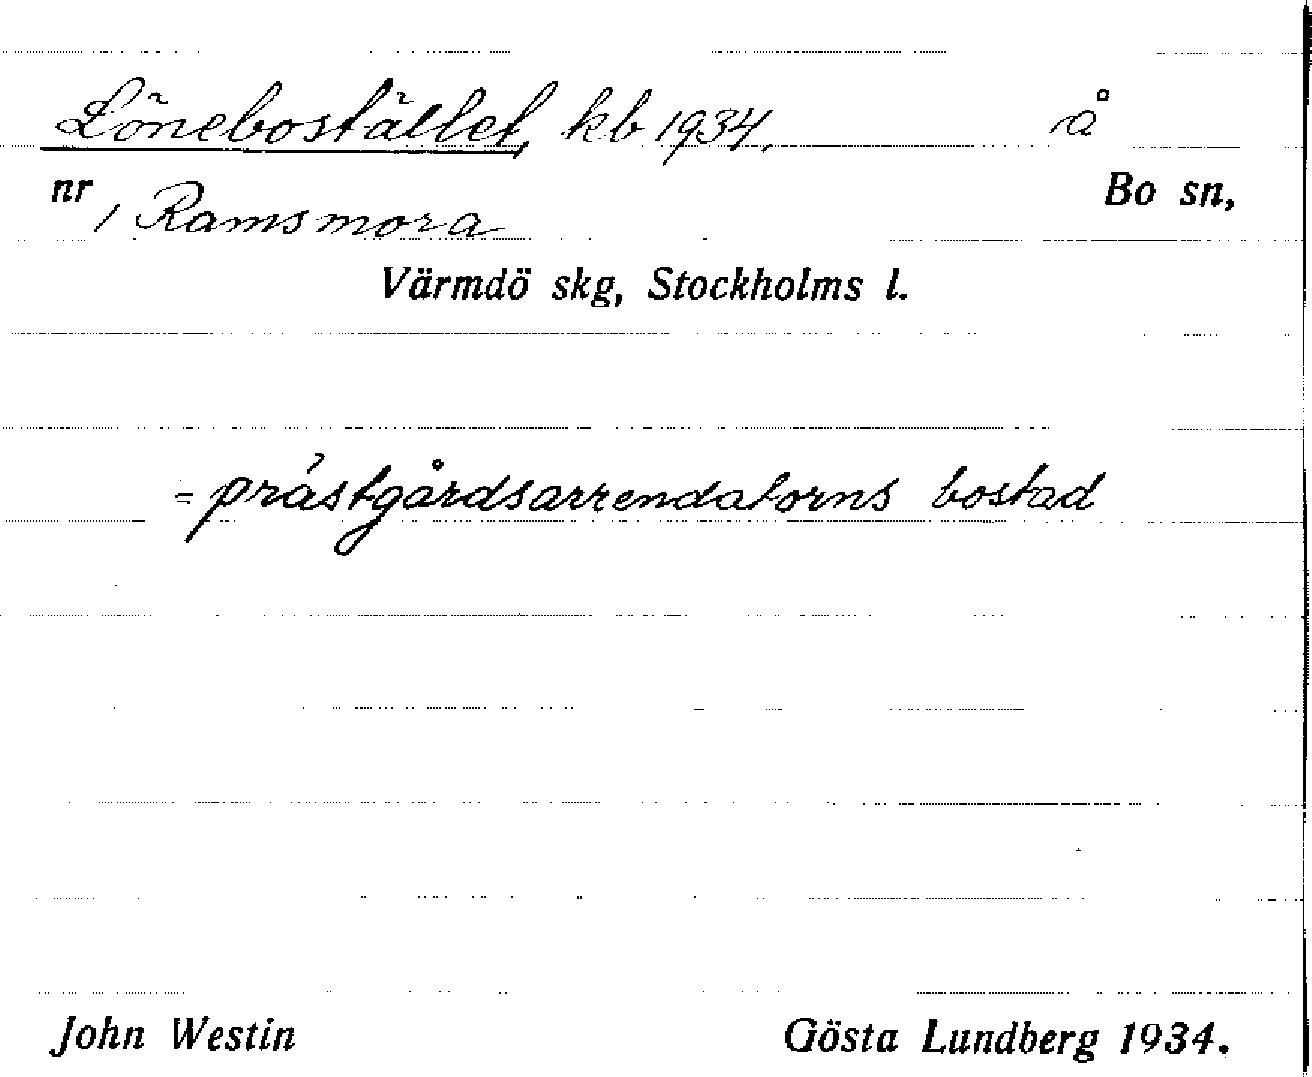 Lönebostället, kb 1934. å
nr 1 Ramsmora Bo sn,
Värmdö skg, Stockholms l.
= prästgårdsarrendatorns bostad
John Westin Gösta Lundberg 1934.